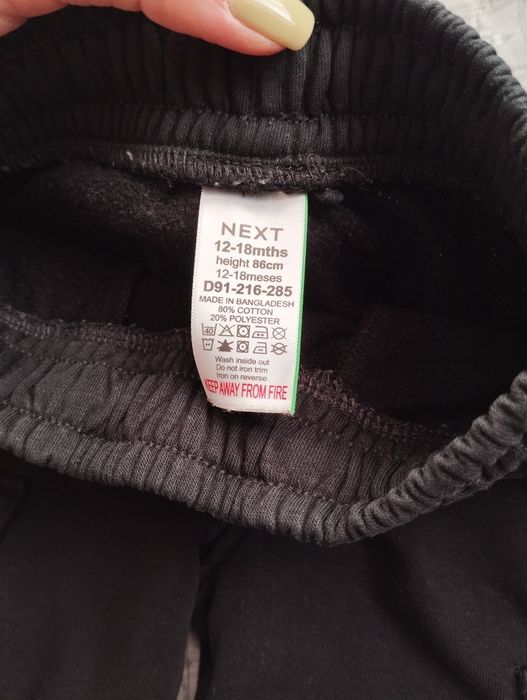 NEXT
12-18mths
height 86cm
12-18meses
D91-216-285
MADE IN BANGLADESH
80% COTTON
20% POLYESTER
40
Wash inside out
Do not iron trim
Iron on reverse
KEEP AWAY FROM FIRE